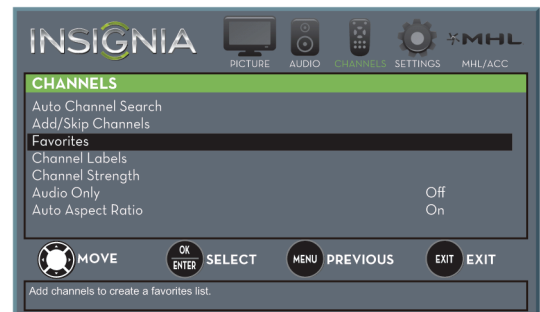 INSIGNIA
PICTURE AUDIO CHANNELS SETTINGS MHL MHL/ACC
CHANNELS
Auto Channel Search
Add/Skip Channels
Favorites
Channel Labels
Channel Strength
Audio Only Off
Auto Aspect Ratio On
MOVE OK ENTER SELECT MENU PREVIOUS EXIT EXIT
Add channels to create a favorites list.